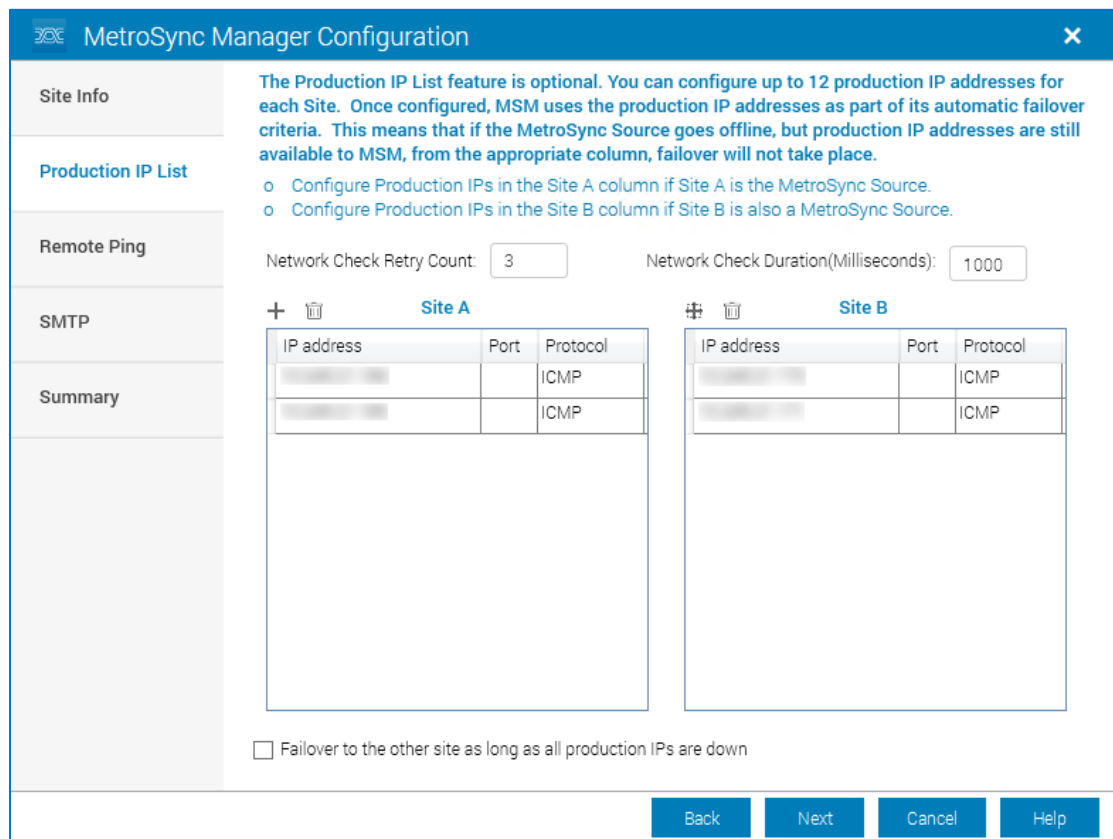 MetroSync Manager Configuration
Site Info
Production IP List
Remote Ping
SMTP
Summary
The Production IP List feature is optional. You can configure up to 12 production IP addresses for
each Site. Once configured, MSM uses the production IP addresses as part of its automatic failover
criteria. This means that if the MetroSync Source goes offline, but production IP addresses are still
available to MSM, from the appropriate column, failover will not take place.
o Configure Production IPs in the Site A column if Site A is the MetroSync Source.
o Configure Production IPs in the Site B column if Site B is also a MetroSync Source.
Network Check Retry Count: 3 Network Check Duration(Milliseconds): 1000
Site A
IP address Port Protocol
ICMP
ICMP
Site B
IP address Port Protocol
ICMP
ICMP
Failover to the other site as long as all production IPs are down
Back Next Cancel Help